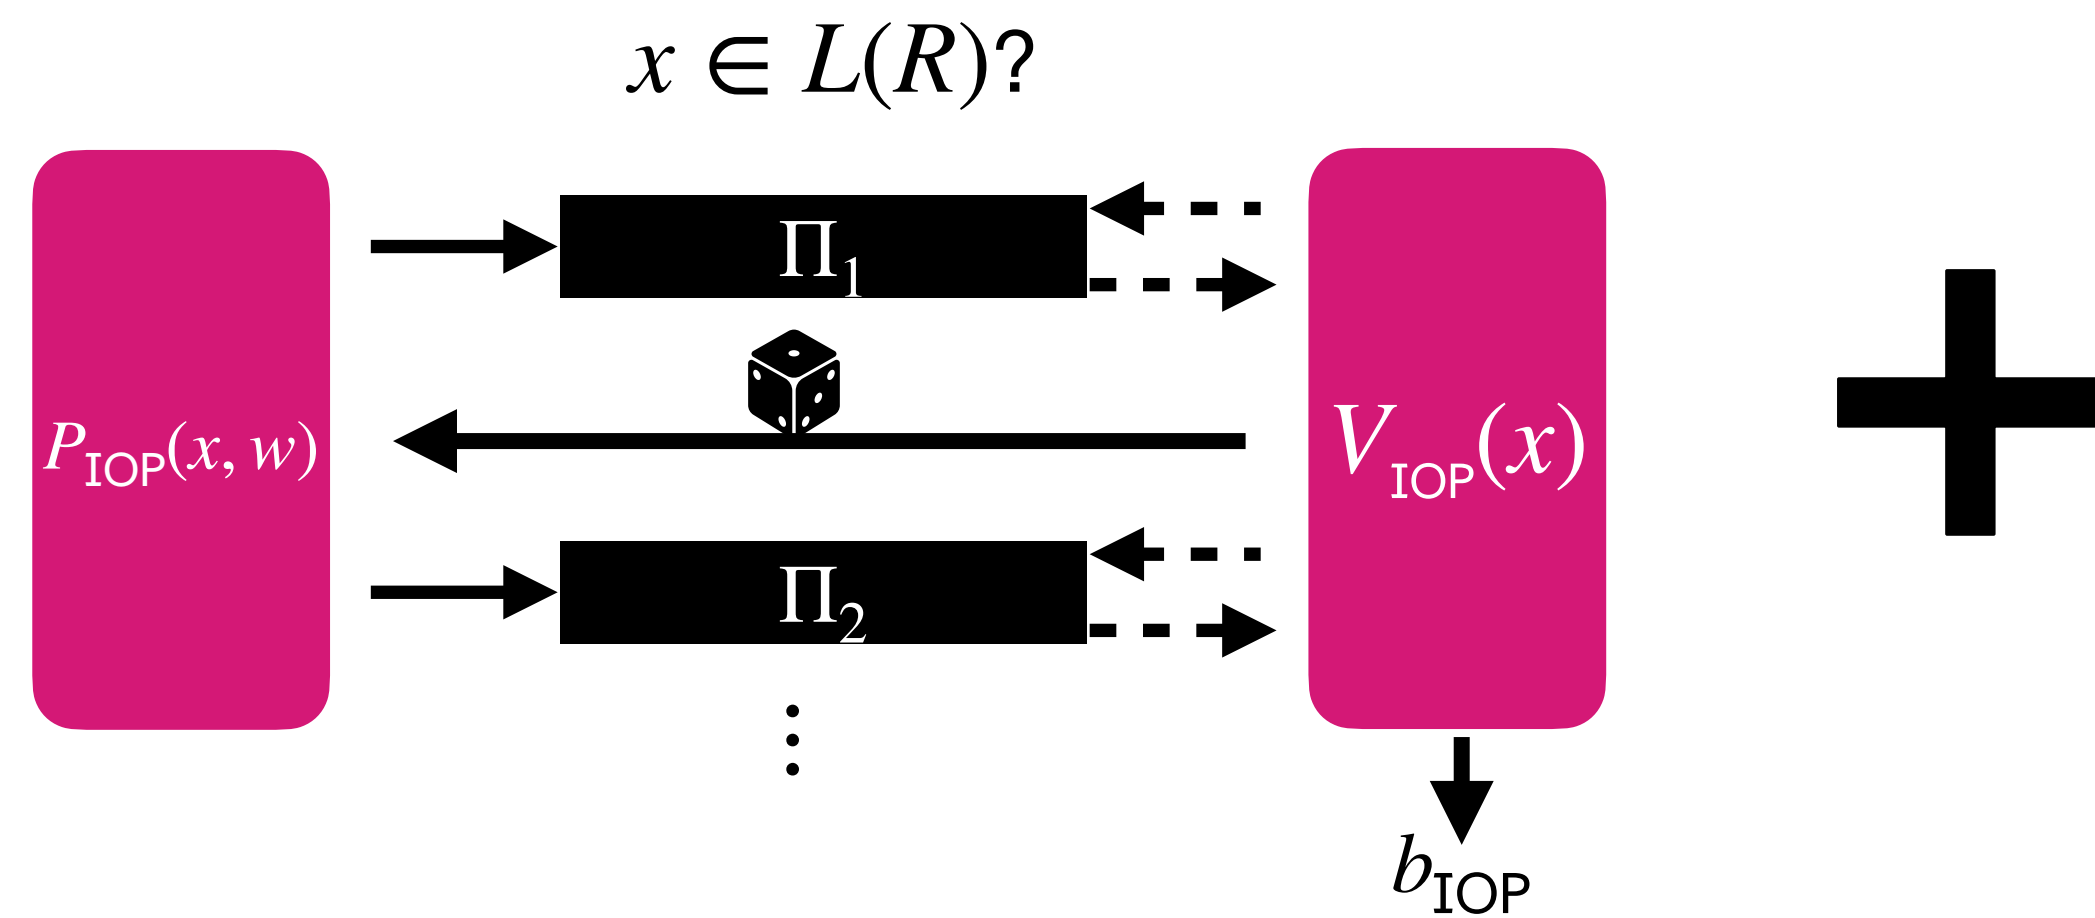 x ∈ L(R)?
Π₁
P_IOP(x, w)
V_IOP(x)
Π₂
⋮
b_IOP